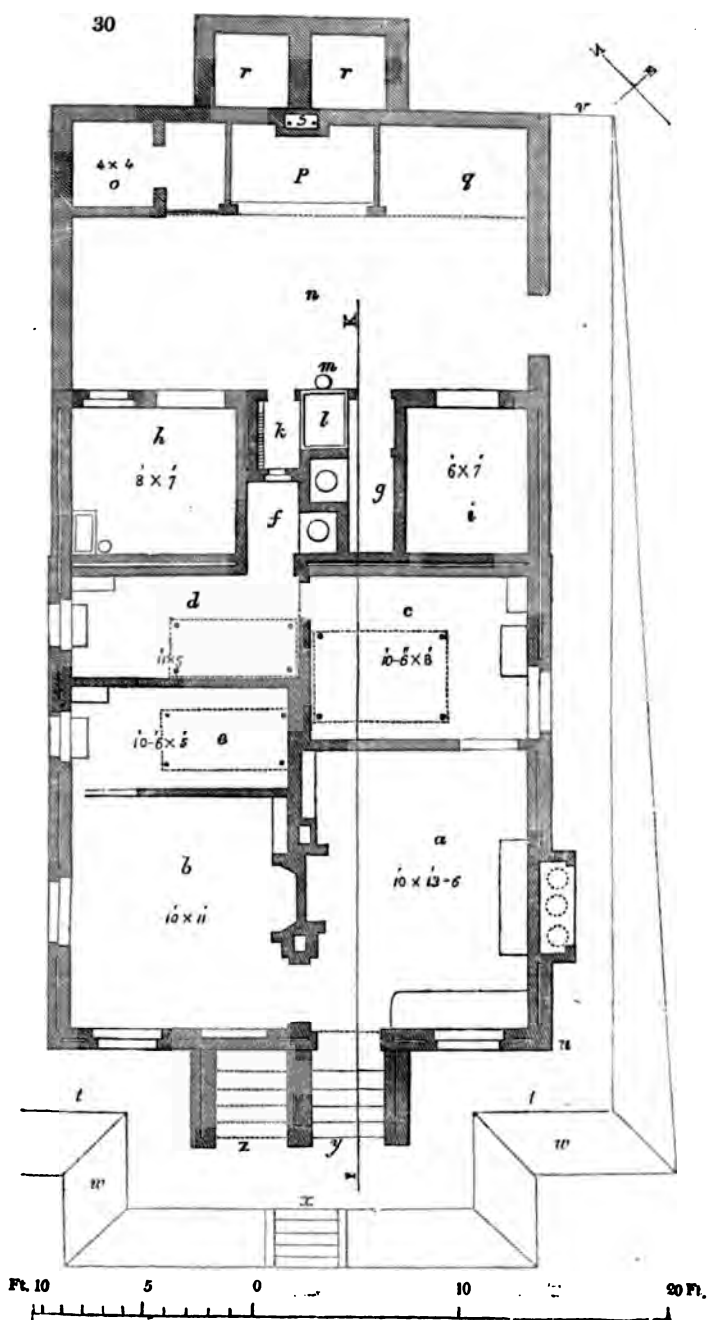 30
r r
N E
v
S
4 × 4
o
p
q
n
K
m
h
8' × 7'
k
l
f
g
6' × 7'
i
d
11 × 5
c
10'-6" × 8'
10'-6" × 5'
e
a
10' × 13'-6"
b
10' × 11'
t
t
z
y
w
w
I
x
Ft. 10 5 0 10 20 Ft.